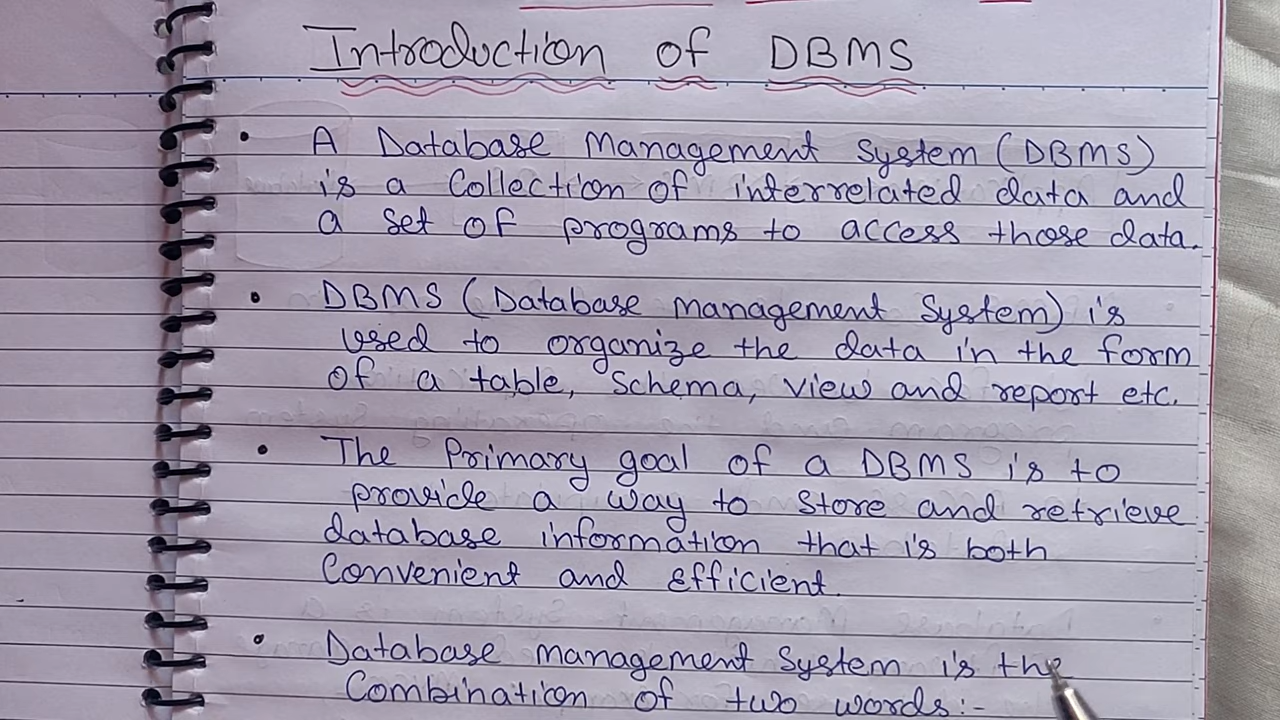 Introduction of DBMS
• A Database Management System (DBMS)
is a Collection of interrelated data and
a set of programs to access those data.
• DBMS (Database Management System) is
used to organize the data in the form
of a table, Schema, view and report etc.
• The Primary goal of a DBMS is to
provide a way to Store and retrieve
database information that is both
Convenient and Efficient.
• Database management System is the
Combination of two words:-